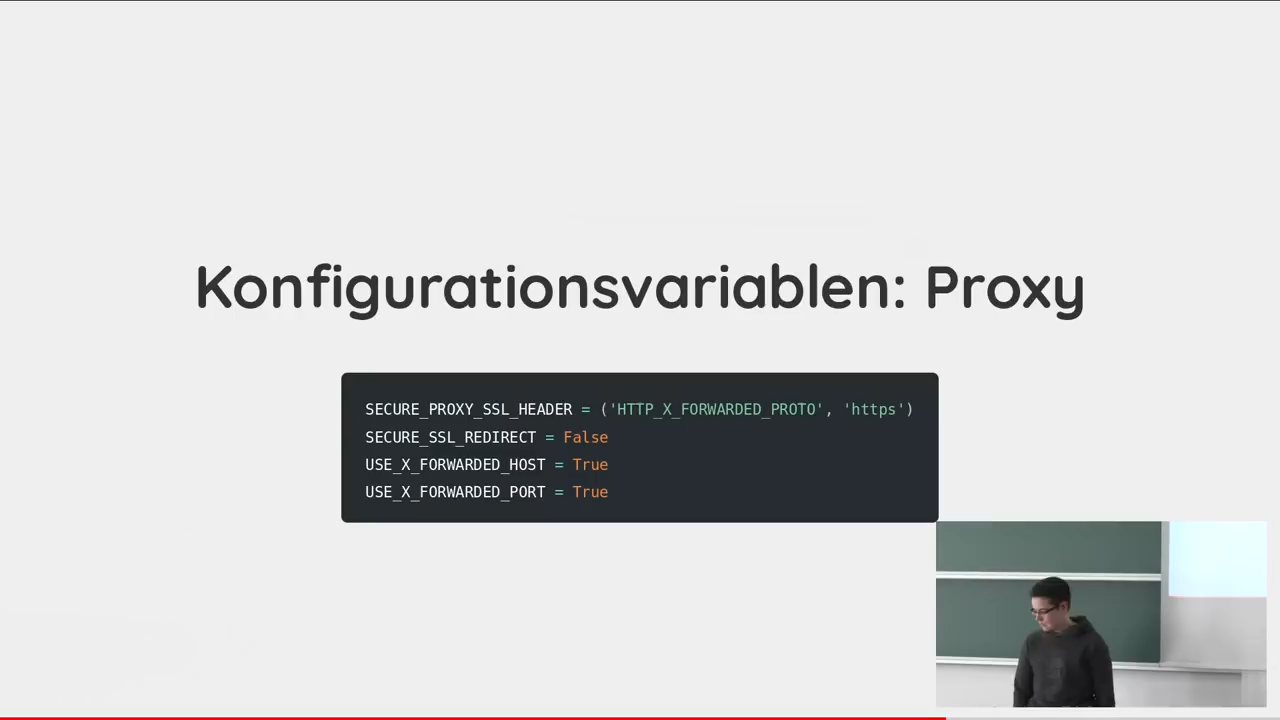 Konfigurationsvariablen: Proxy
SECURE_PROXY_SSL_HEADER = ('HTTP_X_FORWARDED_PROTO', 'https')
SECURE_SSL_REDIRECT = False
USE_X_FORWARDED_HOST = True
USE_X_FORWARDED_PORT = True